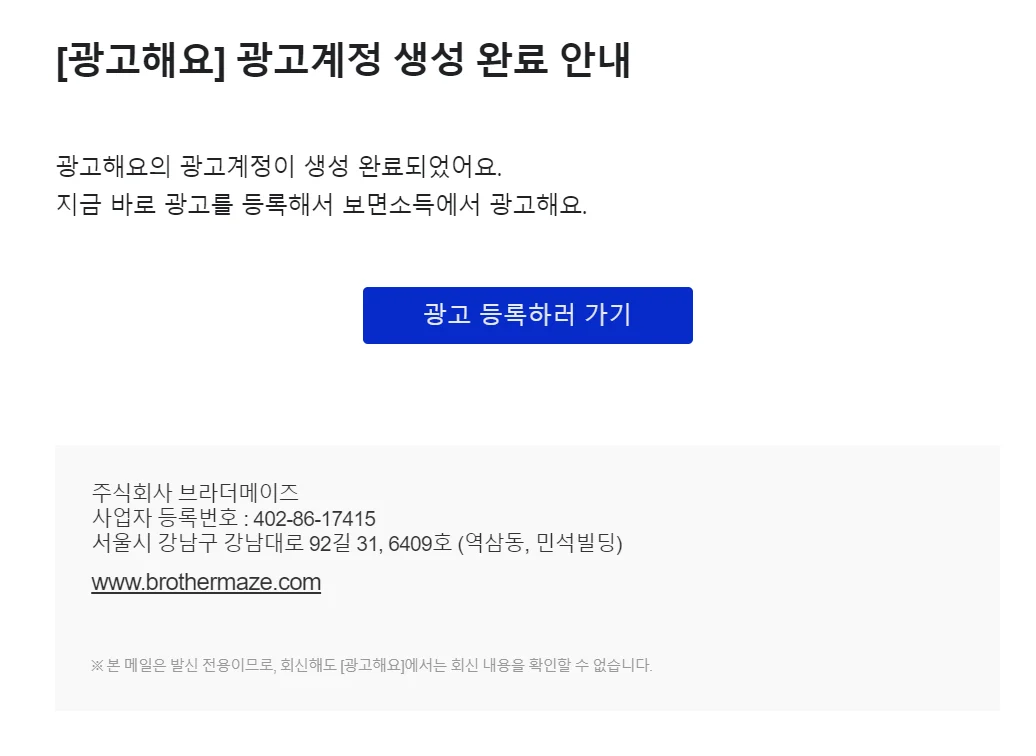 [광고해요] 광고계정 생성 완료 안내
광고해요의 광고계정이 생성 완료되었어요.
지금 바로 광고를 등록해서 보면소득에서 광고해요.
광고 등록하러 가기
주식회사 브라더메이즈
사업자 등록번호 : 402-86-17415
서울시 강남구 강남대로 92길 31, 6409호 (역삼동, 민석빌딩)
www.brothermaze.com
※ 본 메일은 발신 전용이므로, 회신해도 [광고해요]에서는 회신 내용을 확인할 수 없습니다.